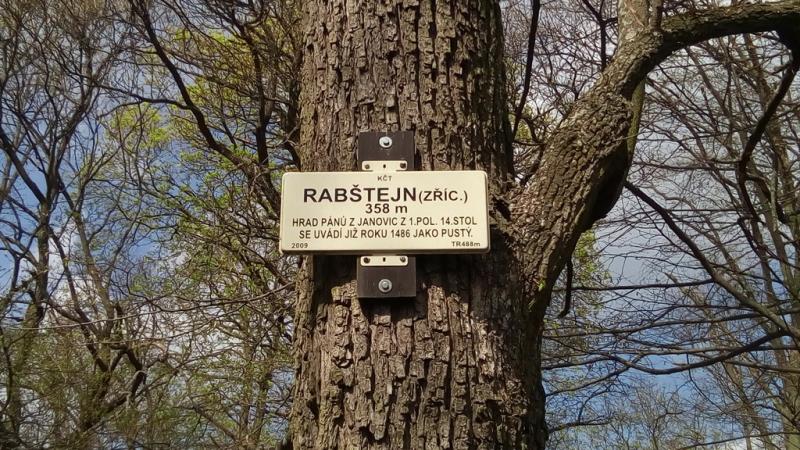 KČT
RABŠTEJN (ZŘÍC.)
358 m
HRAD PÁNŮ Z JANOVIC Z 1.POL. 14.STOL
SE UVÁDÍ JIŽ ROKU 1486 JAKO PUSTÝ.
2009 TR488m